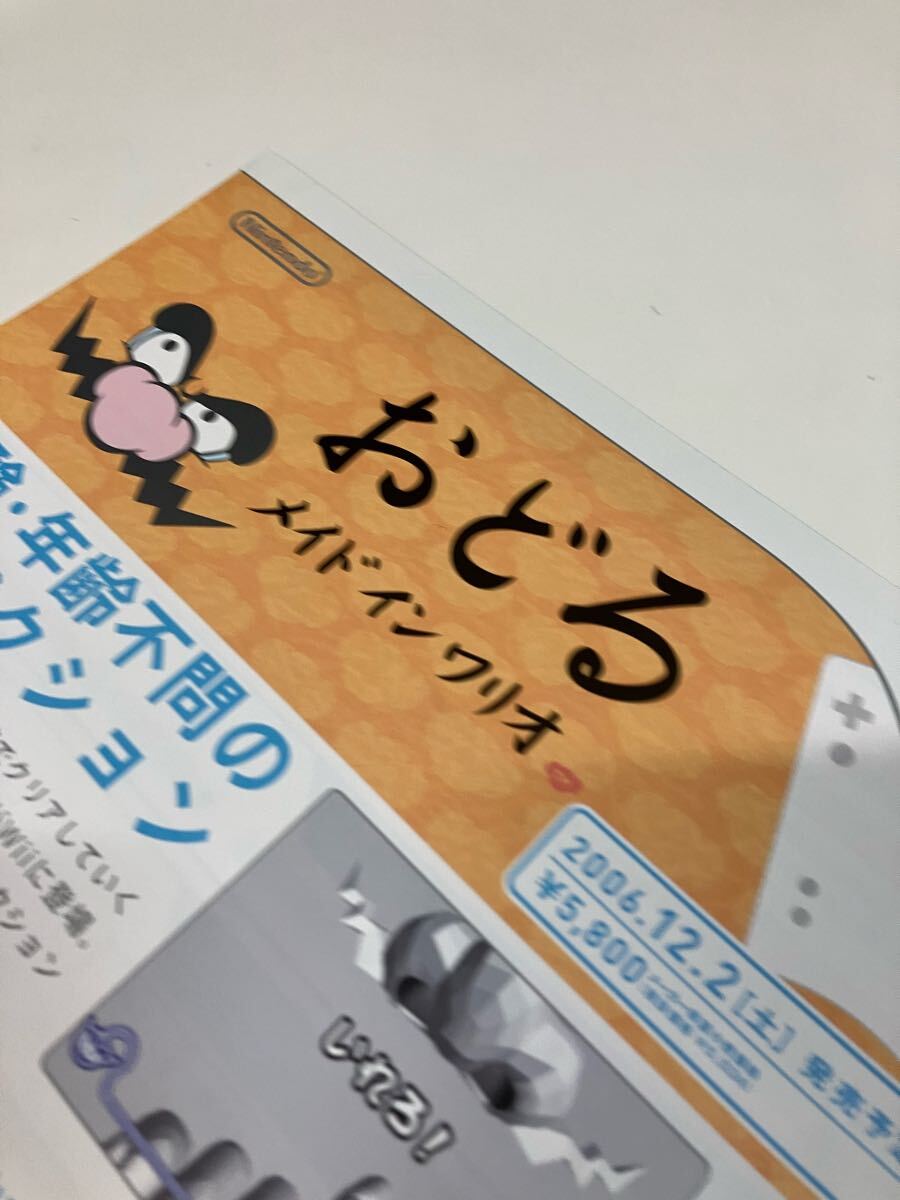 Nintendo
おどる
メイド イン ワリオ
・年齢不問の
クション
でクリアしていく
Wiiに登場。
クション
2006.12.2[土] 発売予
¥5,800
いれろ!